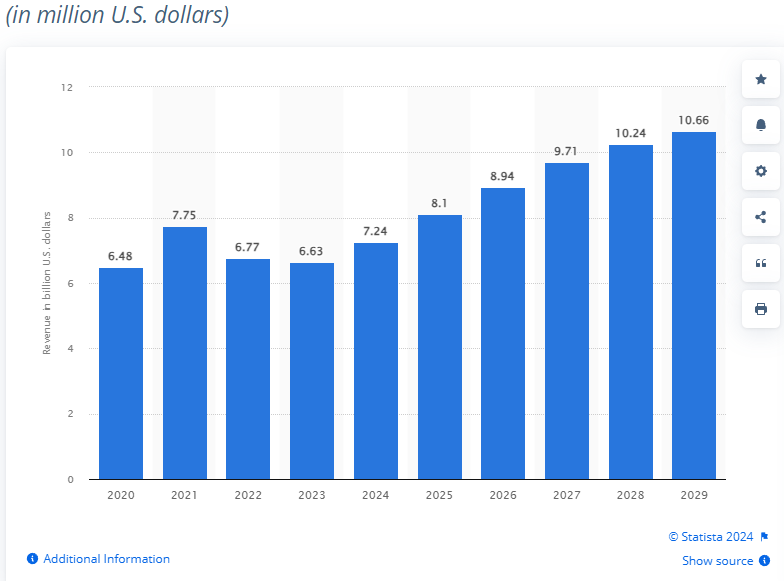 (in million U.S. dollars)
12
10
8
6
4
2
0
Revenue in billion U.S. dollars
6.48
7.75
6.77
6.63
7.24
8.1
8.94
9.71
10.24
10.66
2020 2021 2022 2023 2024 2025 2026 2027 2028 2029
© Statista 2024
Additional Information
Show source